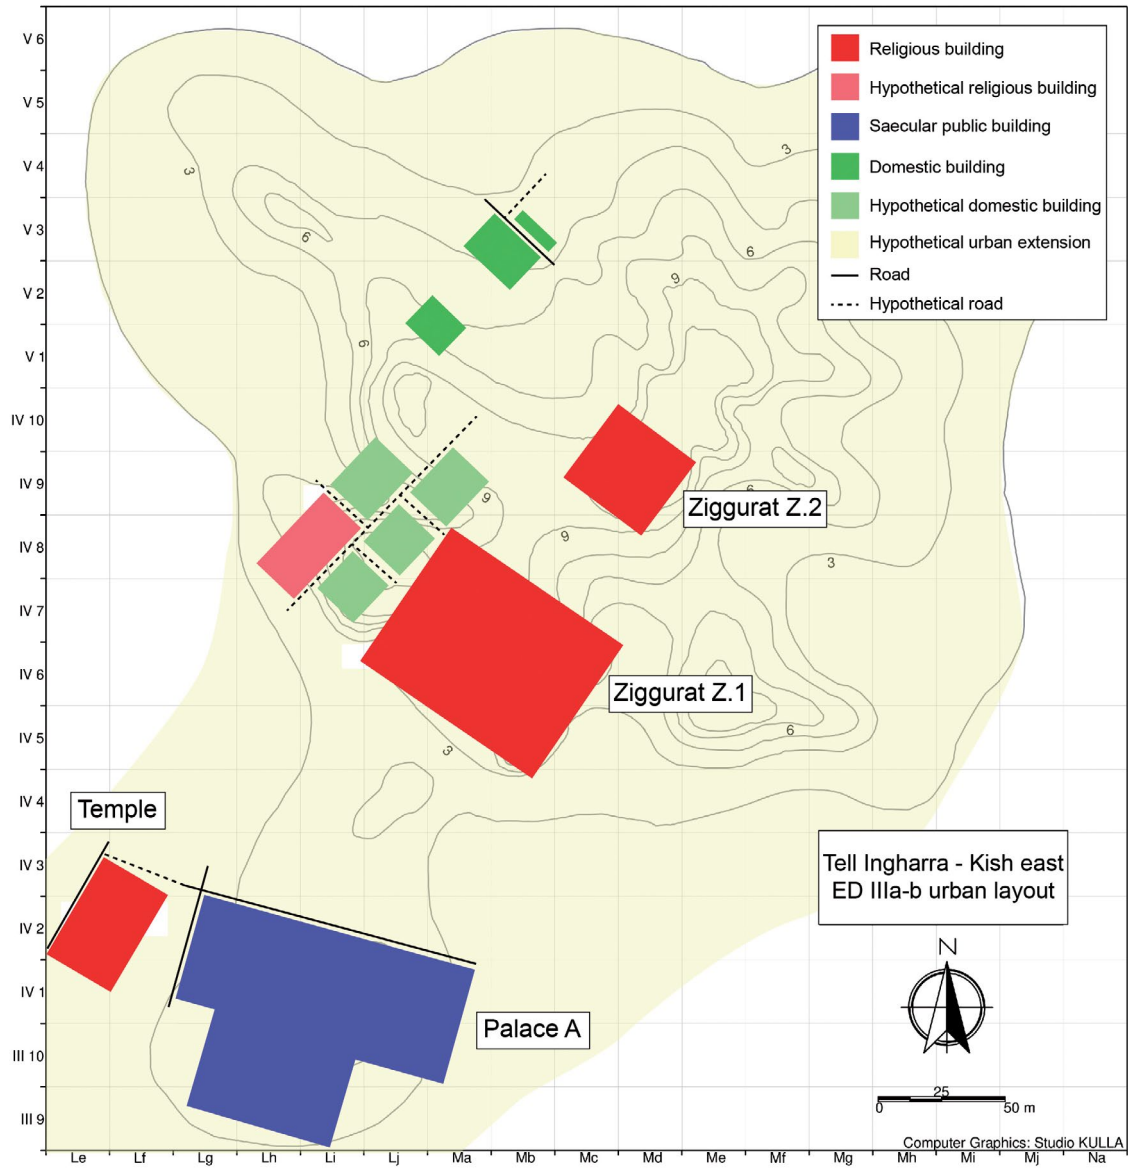 V 6
V 5
V 4
V 3
V 2
V 1
IV 10
IV 9
IV 8
IV 7
IV 6
IV 5
IV 4
IV 3
IV 2
IV 1
III 10
III 9
Le Lf Lg Lh Li Lj Ma Mb Mc Md Me Mf Mg Mh Mi Mj Na
Religious building
Hypothetical religious building
Saecular public building
Domestic building
Hypothetical domestic building
Hypothetical urban extension
Road
Hypothetical road
3
3
6
6
9
6
9
6
9
3
3
6
Ziggurat Z.2
Ziggurat Z.1
Temple
Palace A
Tell Ingharra - Kish east
ED IIIa-b urban layout
N
25
0 50 m
Computer Graphics: Studio KULLA